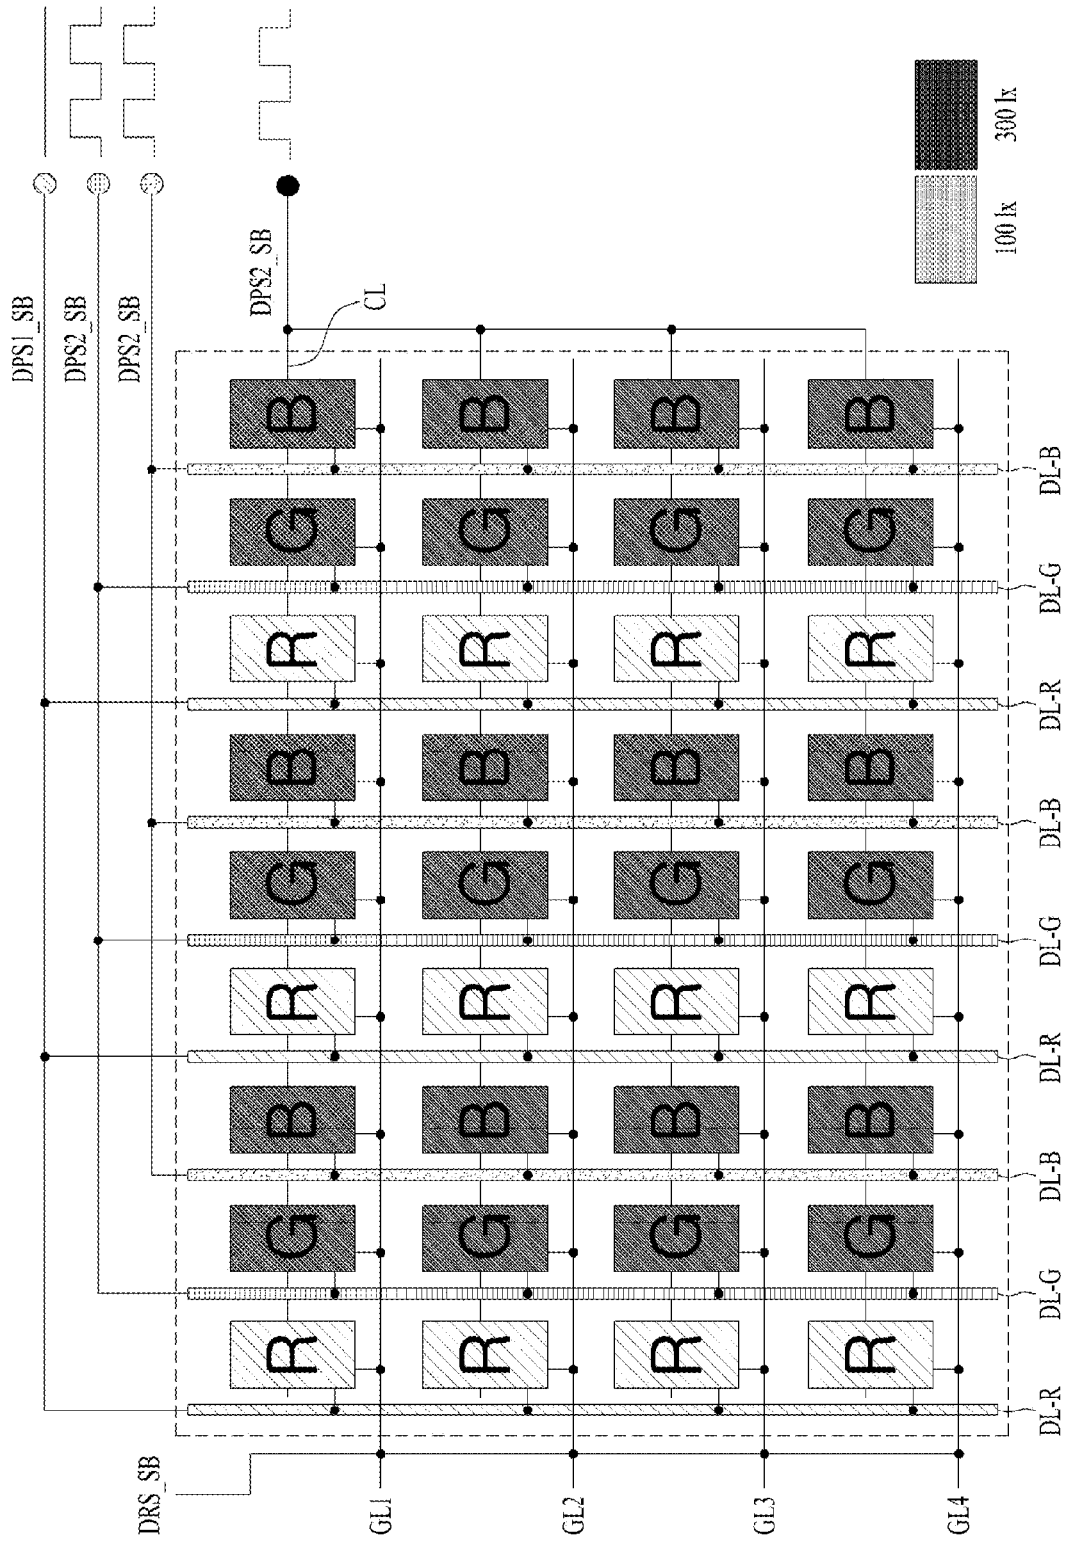 DPS1_SB
DPS2_SB
DPS2_SB
DRS_SB
DPS2_SB
CL
R G B R G B R G B
GL1
R G B R G B R G B
GL2
R G B R G B R G B
GL3
R G B R G B R G B
GL4
100 lx 300 lx
DL-R DL-G DL-B DL-R DL-G DL-B DL-R DL-G DL-B